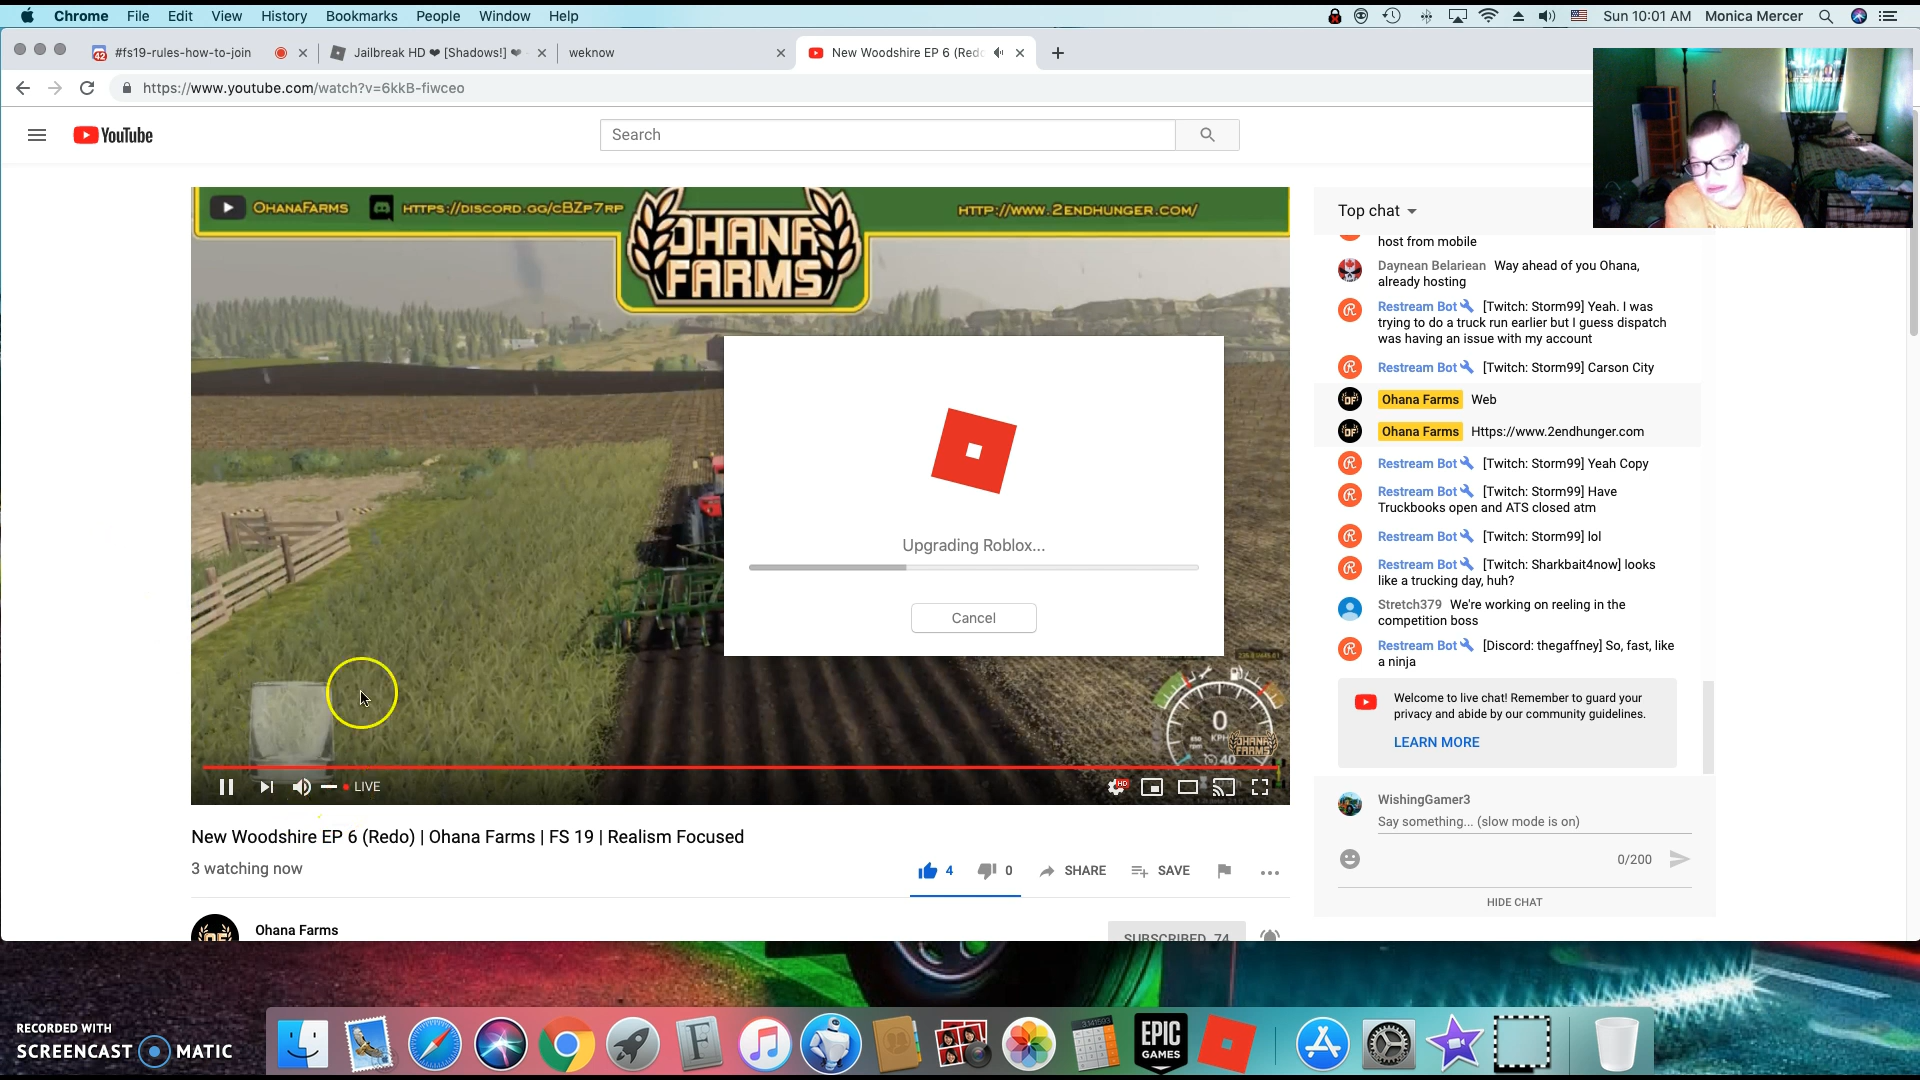 Chrome File Edit View History Bookmarks People Window Help
Sun 10:01 AM Monica Mercer
#fs19-rules-how-to-join
Jailbreak HD ❤ [Shadows!] ❤
weknow
New Woodshire EP 6 (Redo
https://www.youtube.com/watch?v=6kkB-fiwceo
YouTube
Search
OHANAFARMS
HTTPS://DISCORD.GG/CBZP7RP
HTTP://WWW.2ENDHUNGER.COM/
OHANA
FARMS
Upgrading Roblox...
Cancel
0
KPH
40
OHANA
FARMS
LIVE
HD
New Woodshire EP 6 (Redo) | Ohana Farms | FS 19 | Realism Focused
3 watching now
4 0 SHARE SAVE
Ohana Farms
SUBSCRIBED 74
Top chat
host from mobile
Daynean Belariean Way ahead of you Ohana,
already hosting
Restream Bot [Twitch: Storm99] Yeah. I was
trying to do a truck run earlier but I guess dispatch
was having an issue with my account
Restream Bot [Twitch: Storm99] Carson City
Ohana Farms Web
Ohana Farms Https://www.2endhunger.com
Restream Bot [Twitch: Storm99] Yeah Copy
Restream Bot [Twitch: Storm99] Have
Truckbooks open and ATS closed atm
Restream Bot [Twitch: Storm99] lol
Restream Bot [Twitch: Sharkbait4now] looks
like a trucking day, huh?
Stretch379 We're working on reeling in the
competition boss
Restream Bot [Discord: thegaffney] So, fast, like
a ninja
Welcome to live chat! Remember to guard your
privacy and abide by our community guidelines.
LEARN MORE
WishingGamer3
Say something... (slow mode is on)
0/200
HIDE CHAT
RECORDED WITH
SCREENCAST MATIC
EPIC
GAMES